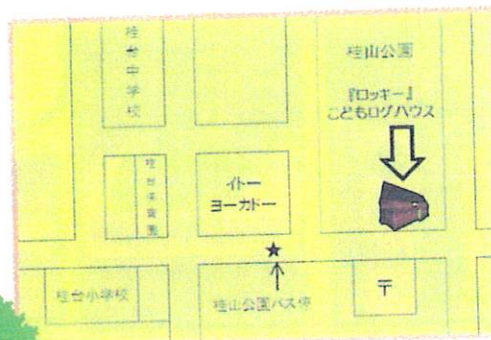 桂台中学校
桂山公園
『ロッキー』
こどもログハウス
桂台保育園
イトー
ヨーカドー
★
桂台小学校
桂山公園バス停
〒